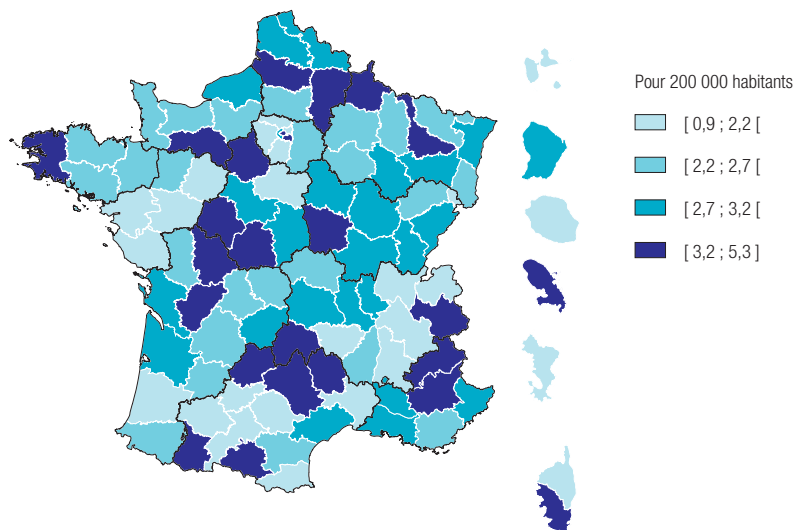 Pour 200 000 habitants
[ 0,9 ; 2,2 [
[ 2,2 ; 2,7 [
[ 2,7 ; 3,2 [
[ 3,2 ; 5,3 ]